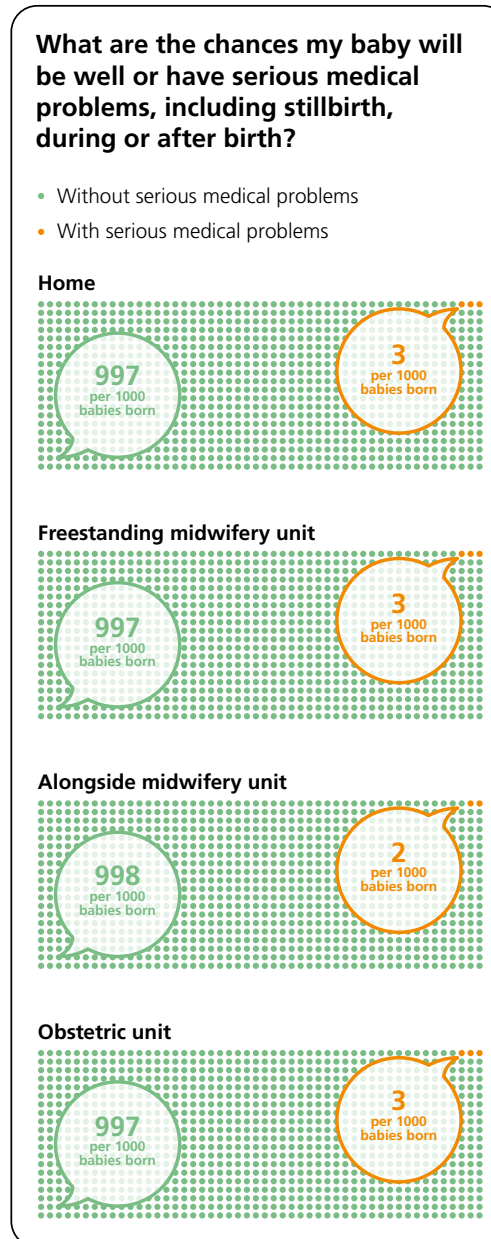 What are the chances my baby will
be well or have serious medical
problems, including stillbirth,
during or after birth?
• Without serious medical problems
• With serious medical problems
Home
997
per 1000
babies born
3
per 1000
babies born
Freestanding midwifery unit
997
per 1000
babies born
3
per 1000
babies born
Alongside midwifery unit
998
per 1000
babies born
2
per 1000
babies born
Obstetric unit
997
per 1000
babies born
3
per 1000
babies born